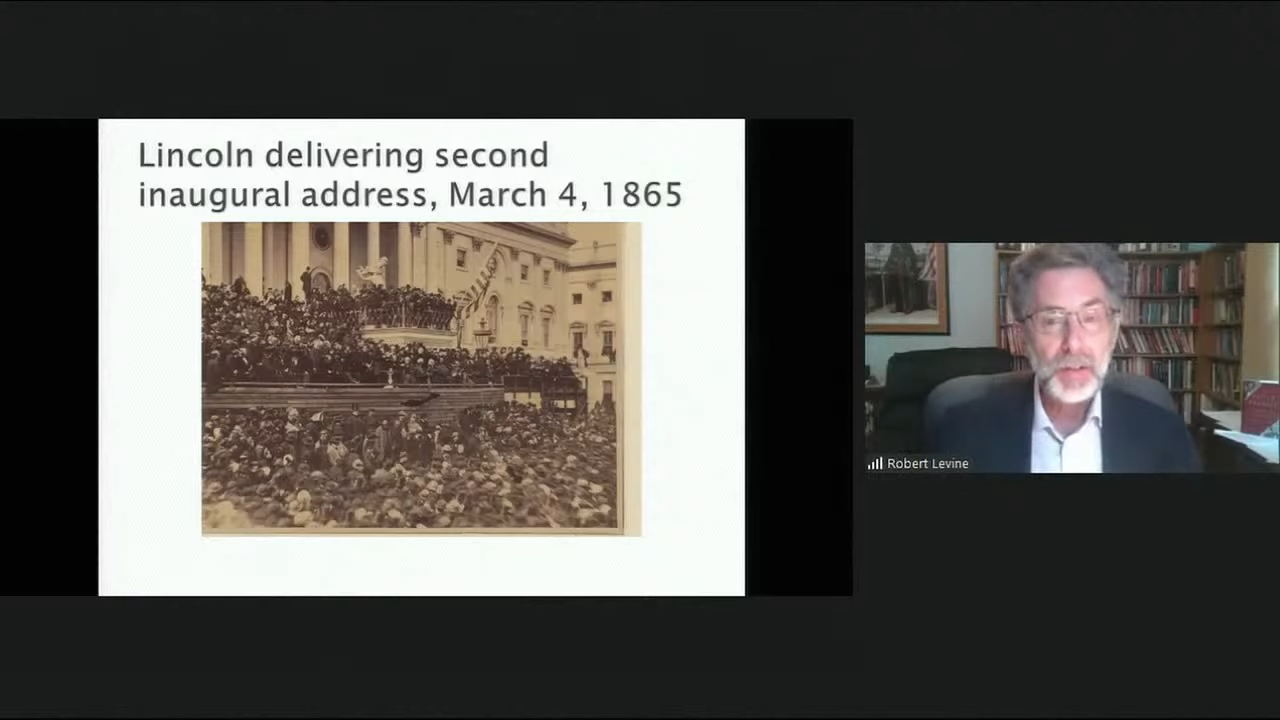 Lincoln delivering second
inaugural address, March 4, 1865
Robert Levine